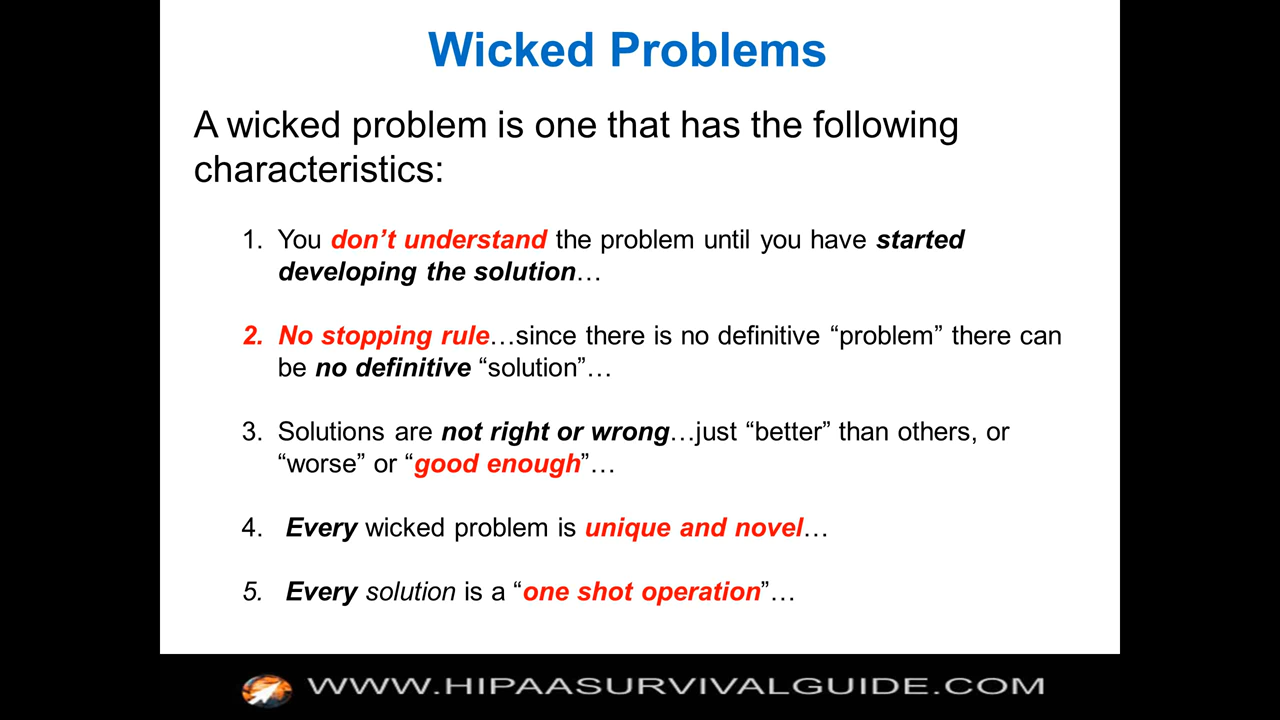 Wicked Problems
A wicked problem is one that has the following
characteristics:
1. You don’t understand the problem until you have started
developing the solution…
2. No stopping rule…since there is no definitive “problem” there can
be no definitive “solution”…
3. Solutions are not right or wrong…just “better” than others, or
“worse” or “good enough”…
4. Every wicked problem is unique and novel…
5. Every solution is a “one shot operation”…
WWW.HIPAASURVIVALGUIDE.COM